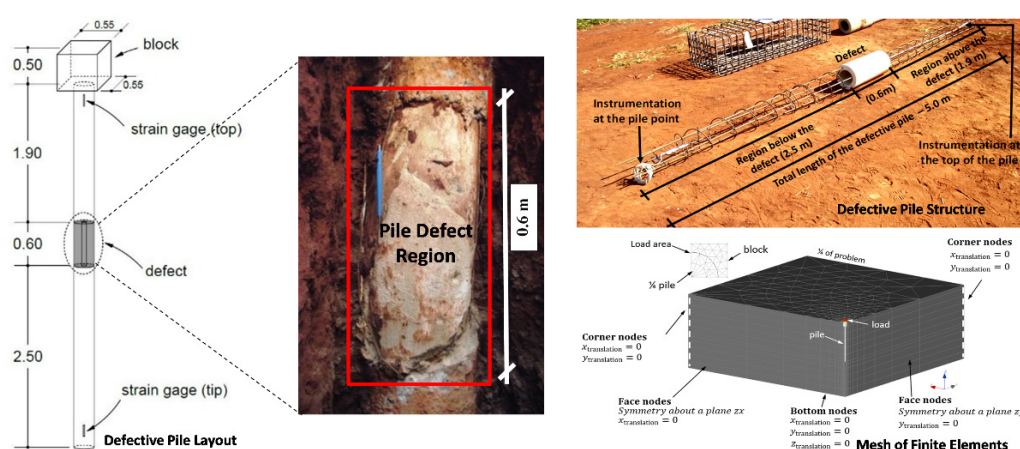 0.55
block
0.50
0.55
strain gage (top)
1.90
0.60
defect
2.50
strain gage (tip)
Defective Pile Layout
Pile Defect
Region
0.6 m
Defect
Region above the
defect (1.9 m)
(0.6m)
Instrumentation
at the pile point
Region below the
defect (2.5 m)
Total length of the defective pile – 5.0 m
Instrumentation at
the top of the pile
Defective Pile Structure
Load area
block
¼ pile
¼ of problem
Corner nodes
xtranslation = 0
ytranslation = 0
load
pile
Corner nodes
xtranslation = 0
ytranslation = 0
Face nodes
Symmetry about a plane zx
xtranslation = 0
Bottom nodes
xtranslation = 0
ytranslation = 0
ztranslation = 0
Face nodes
Symmetry about a plane zy
ytranslation = 0
Mesh of Finite Elements